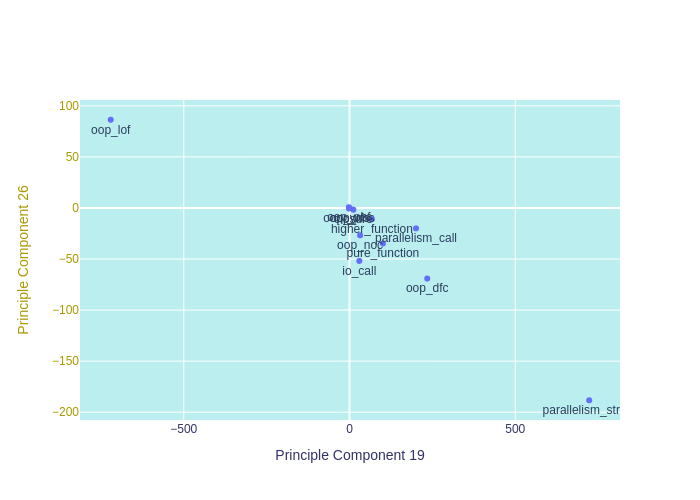 100
oop_lof
50
0
higher_function
parallelism_call
oop_noc
pure_function
−50
io_call
oop_dfc
−100
−150
−200
parallelism_str
−500
0
500
Principle Component 19
Principle Component 26